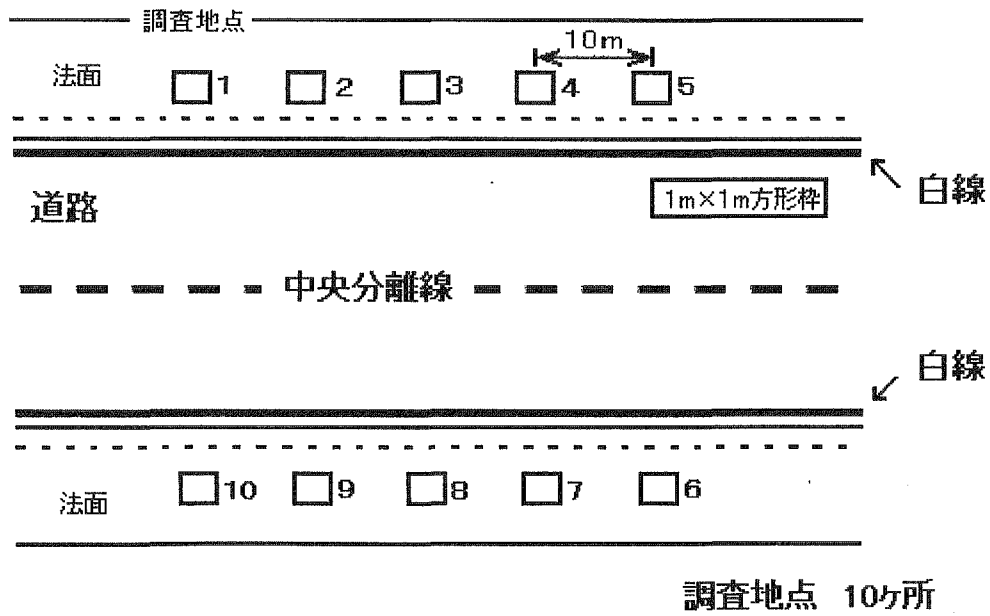 調査地点
10m
法面
1
2
3
4
5
白線
道路
1m×1m方形枠
中央分離線
白線
10
9
8
7
6
法面
調査地点 10ヶ所